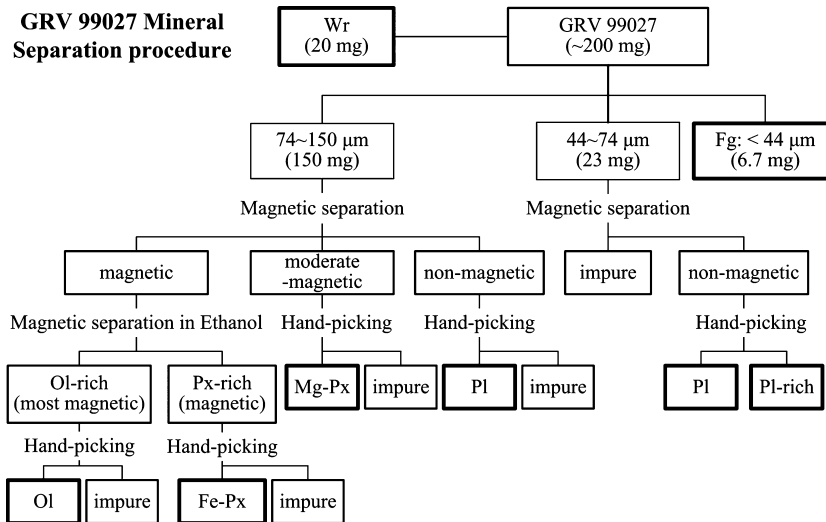 GRV 99027 Mineral
Separation procedure
Wr
(20 mg)
GRV 99027
(~200 mg)
74~150 μm
(150 mg)
44~74 μm
(23 mg)
Fg: < 44 μm
(6.7 mg)
Magnetic separation
Magnetic separation
magnetic
moderate
-magnetic
non-magnetic
impure
non-magnetic
Magnetic separation in Ethanol
Hand-picking
Hand-picking
Hand-picking
Ol-rich
(most magnetic)
Px-rich
(magnetic)
Mg-Px
impure
Pl
impure
Pl
Pl-rich
Hand-picking
Hand-picking
Ol
impure
Fe-Px
impure